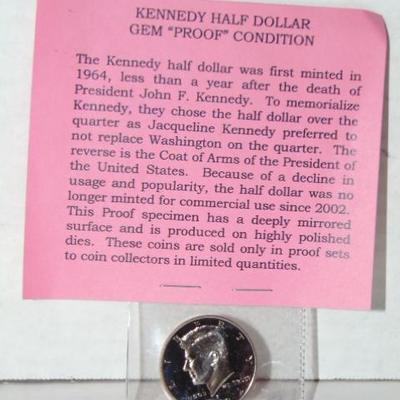 KENNEDY HALF DOLLAR
GEM "PROOF" CONDITION
The Kennedy half dollar was first minted in
1964, less than a year after the death of
President John F. Kennedy. To memorialize
Kennedy, they chose the half dollar over the
quarter as Jacqueline Kennedy preferred to
not replace Washington on the quarter. The
reverse is the Coat of Arms of the President of
the United States. Because of a decline in
usage and popularity, the half dollar was no
longer minted for commercial use since 2002.
This Proof specimen has a deeply mirrored
surface and is produced on highly polished
dies. These coins are sold only in proof sets
to coin collectors in limited quantities.